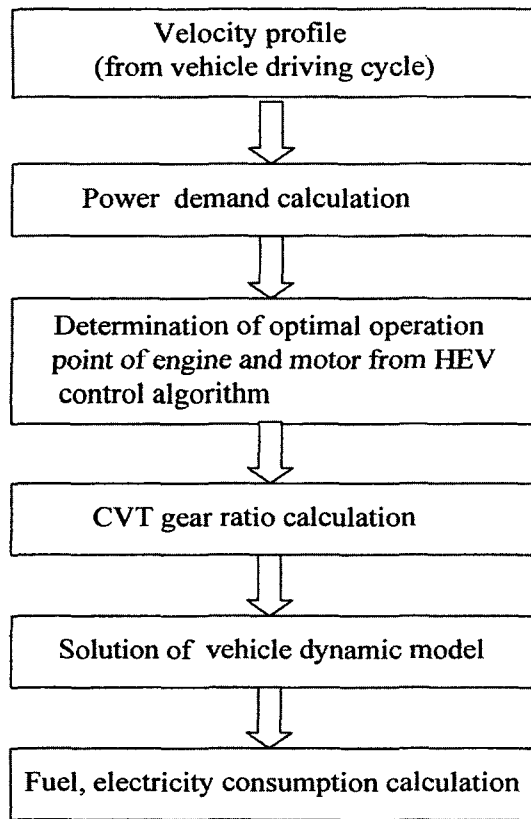 Velocity profile
(from vehicle driving cycle)
Power demand calculation
Determination of optimal operation
point of engine and motor from HEV
control algorithm
CVT gear ratio calculation
Solution of vehicle dynamic model
Fuel, electricity consumption calculation